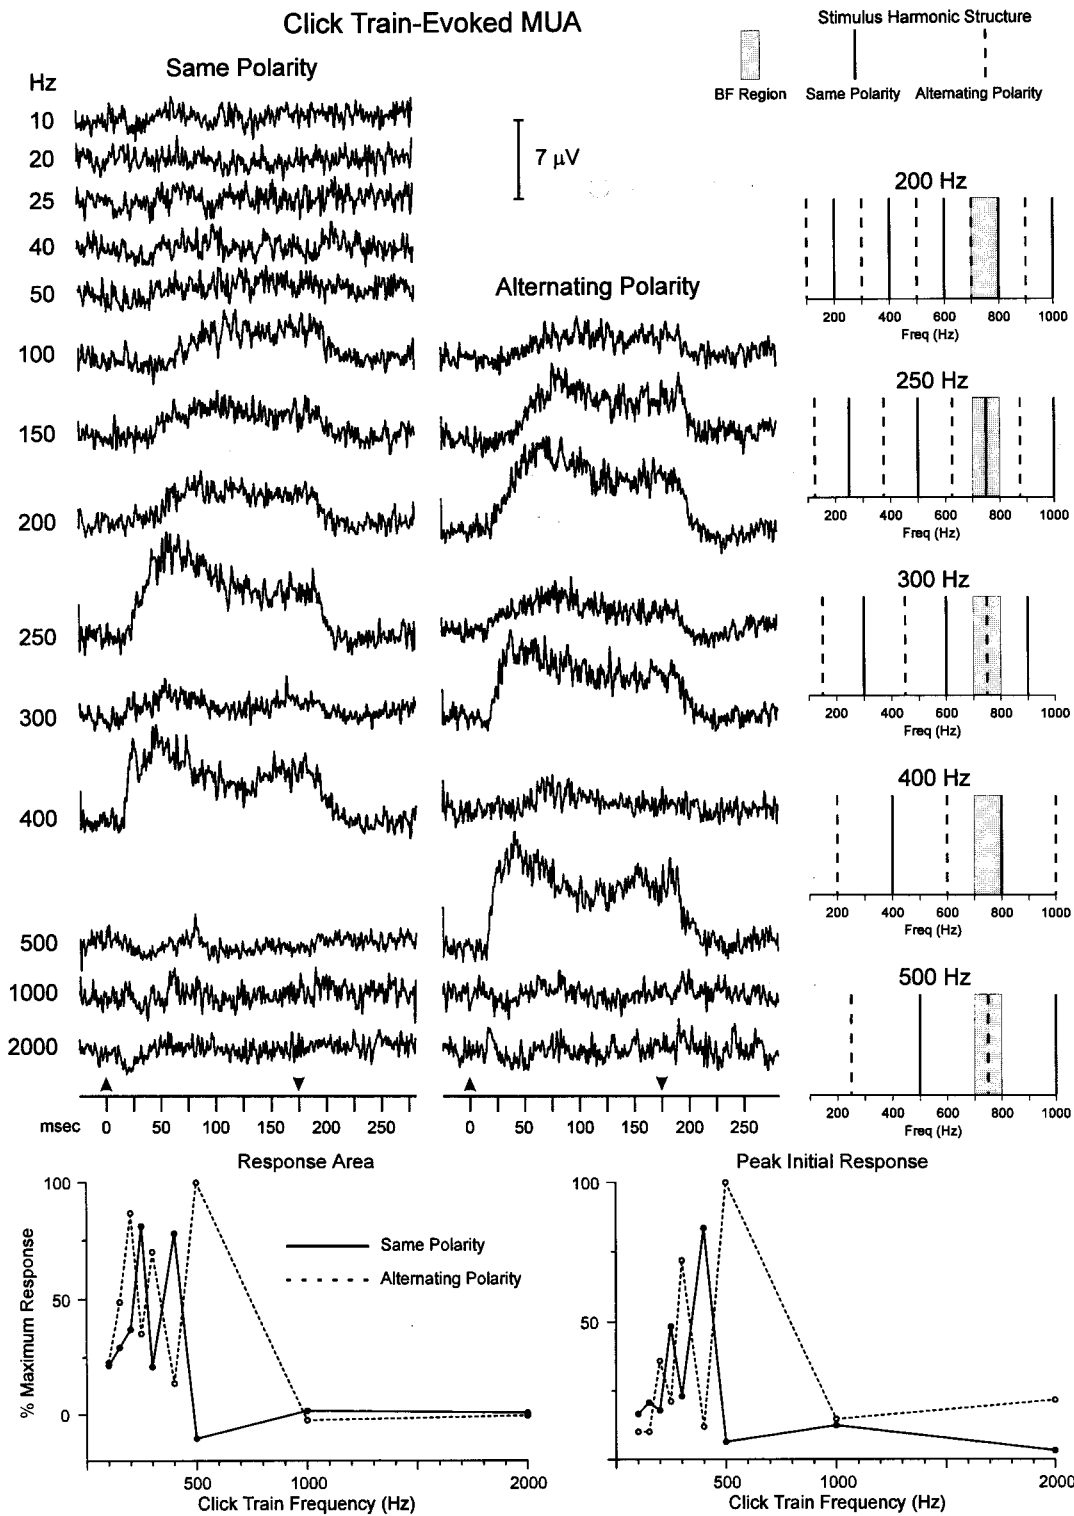 Click Train-Evoked MUA
Stimulus Harmonic Structure
BF Region
Same Polarity
Alternating Polarity
Same Polarity
Hz
10
20
25
40
50
100
150
200
250
300
400
500
1000
2000
7 µV
Alternating Polarity
msec 0 50 100 150 200 250
0 50 100 150 200 250
200 Hz
200 400 600 800 1000
Freq (Hz)
250 Hz
200 400 600 800 1000
Freq (Hz)
300 Hz
200 400 600 800 1000
Freq (Hz)
400 Hz
200 400 600 800 1000
Freq (Hz)
500 Hz
200 400 600 800 1000
Freq (Hz)
Response Area
% Maximum Response
100
50
0
Same Polarity
Alternating Polarity
500 1000 2000
Click Train Frequency (Hz)
Peak Initial Response
100
50
500 1000 2000
Click Train Frequency (Hz)